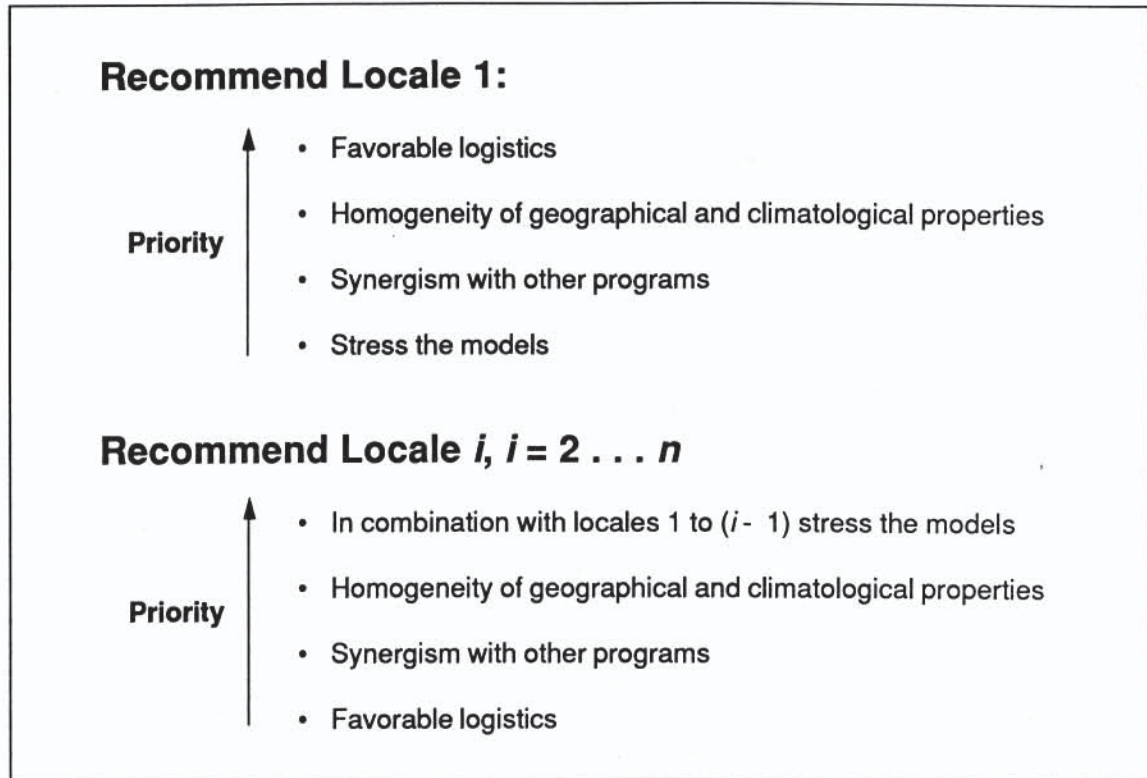 Recommend Locale 1:
• Favorable logistics
• Homogeneity of geographical and climatological properties
Priority
• Synergism with other programs
• Stress the models
Recommend Locale i, i = 2 . . . n
• In combination with locales 1 to (i - 1) stress the models
• Homogeneity of geographical and climatological properties
Priority
• Synergism with other programs
• Favorable logistics